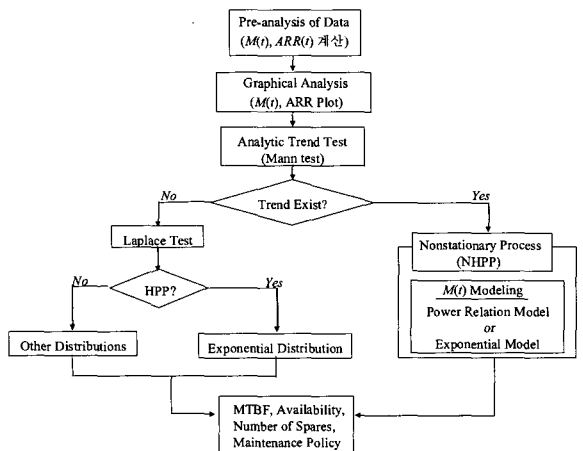 Pre-analysis of Data
(M(t), ARR(t) 계산)
Graphical Analysis
(M(t), ARR Plot)
Analytic Trend Test
(Mann test)
No
Trend Exist?
Yes
Laplace Test
Nonstationary Process
(NHPP)
No
HPP?
Yes
M(t) Modeling
Power Relation Model
or
Exponential Model
Other Distributions
Exponential Distribution
MTBF, Availability,
Number of Spares,
Maintenance Policy